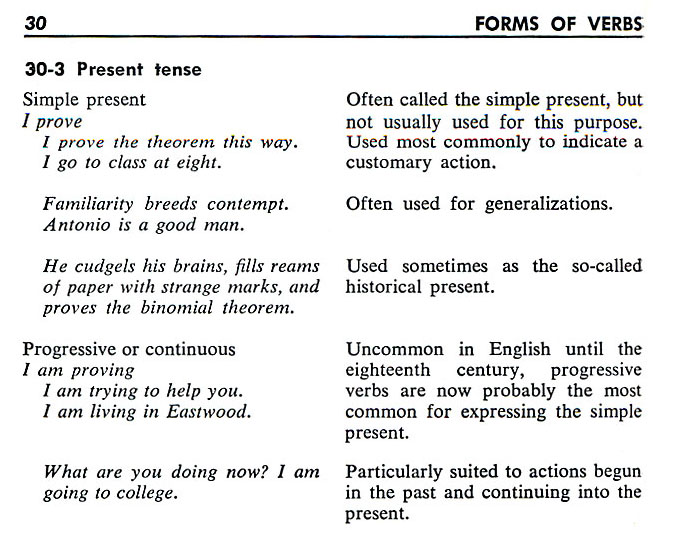 30 FORMS OF VERBS
30-3 Present tense
Simple present
I prove
I prove the theorem this way.
I go to class at eight.
Often called the simple present, but
not usually used for this purpose.
Used most commonly to indicate a
customary action.
Familiarity breeds contempt.
Antonio is a good man.
Often used for generalizations.
He cudgels his brains, fills reams
of paper with strange marks, and
proves the binomial theorem.
Used sometimes as the so-called
historical present.
Progressive or continuous
I am proving
I am trying to help you.
I am living in Eastwood.
Uncommon in English until the
eighteenth century, progressive
verbs are now probably the most
common for expressing the simple
present.
What are you doing now? I am
going to college.
Particularly suited to actions begun
in the past and continuing into the
present.